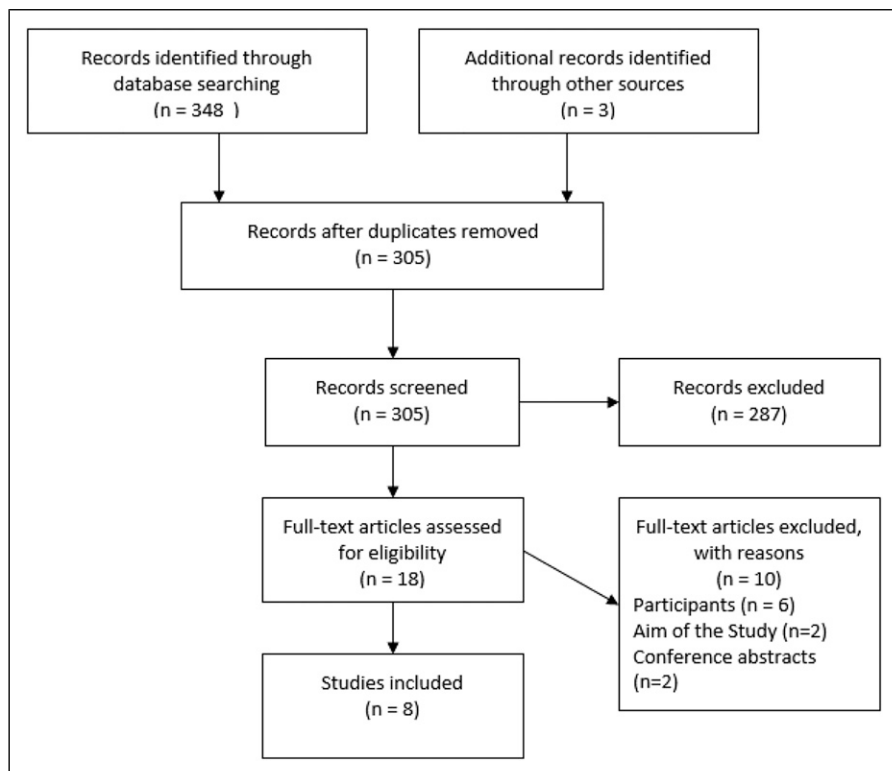 Records identified through
database searching
(n = 348  )
Additional records identified
through other sources
(n = 3)
Records after duplicates removed
(n = 305)
Records screened
(n = 305)
Records excluded
(n = 287)
Full-text articles assessed
for eligibility
(n = 18)
Full-text articles excluded,
with reasons
(n = 10)
Participants (n = 6)
Aim of the Study (n=2)
Conference abstracts
(n=2)
Studies included
(n = 8)